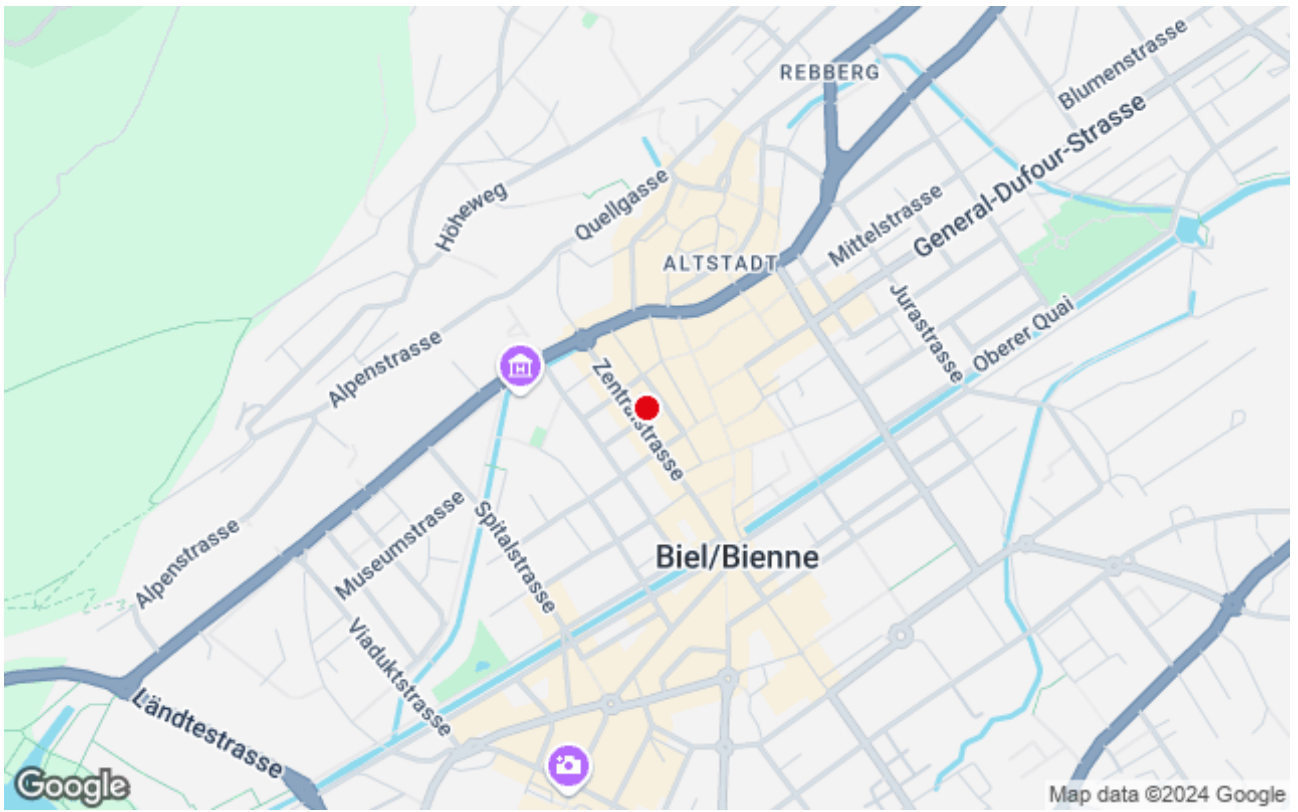 REBBERG
Blumenstrasse
General-Dufour-Strasse
Höheweg
Quellgasse
Mittelstrasse
ALTSTADT
Jurastrasse
Oberer Quai
Alpenstrasse
Zentralstrasse
Museumstrasse
Spitalstrasse
Biel/Bienne
Alpenstrasse
Viaduktstrasse
Ländtestrasse
Google
Map data ©2024 Google